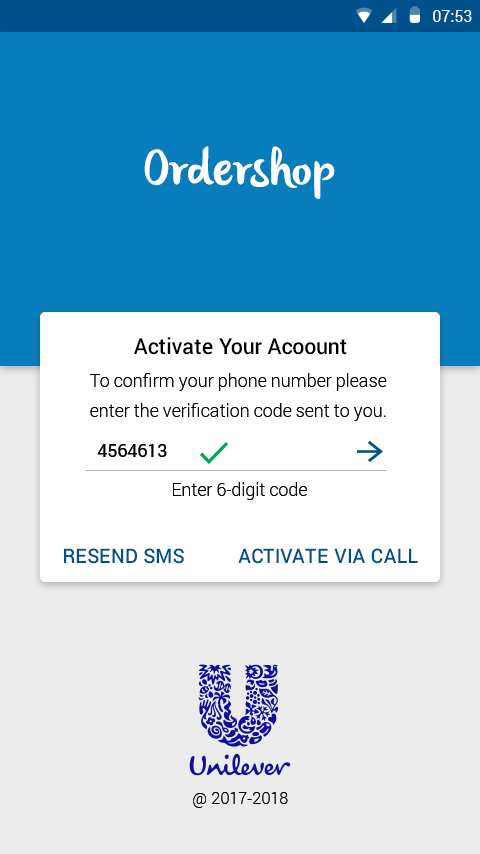 07:53
Ordershop
Activate Your Acoount
To confirm your phone number please
enter the verification code sent to you.
4564613
Enter 6-digit code
RESEND SMS ACTIVATE VIA CALL
Unilever
@ 2017-2018